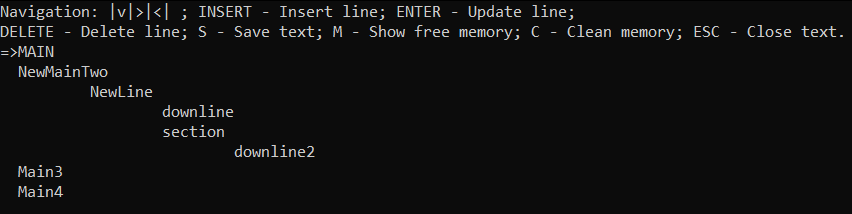 Navigation: |v|>|<| ; INSERT - Insert line; ENTER - Update line;
DELETE - Delete line; S - Save text; M - Show free memory; C - Clean memory; ESC - Close text.
=>MAIN
NewMainTwo
NewLine
downline
section
downline2
Main3
Main4